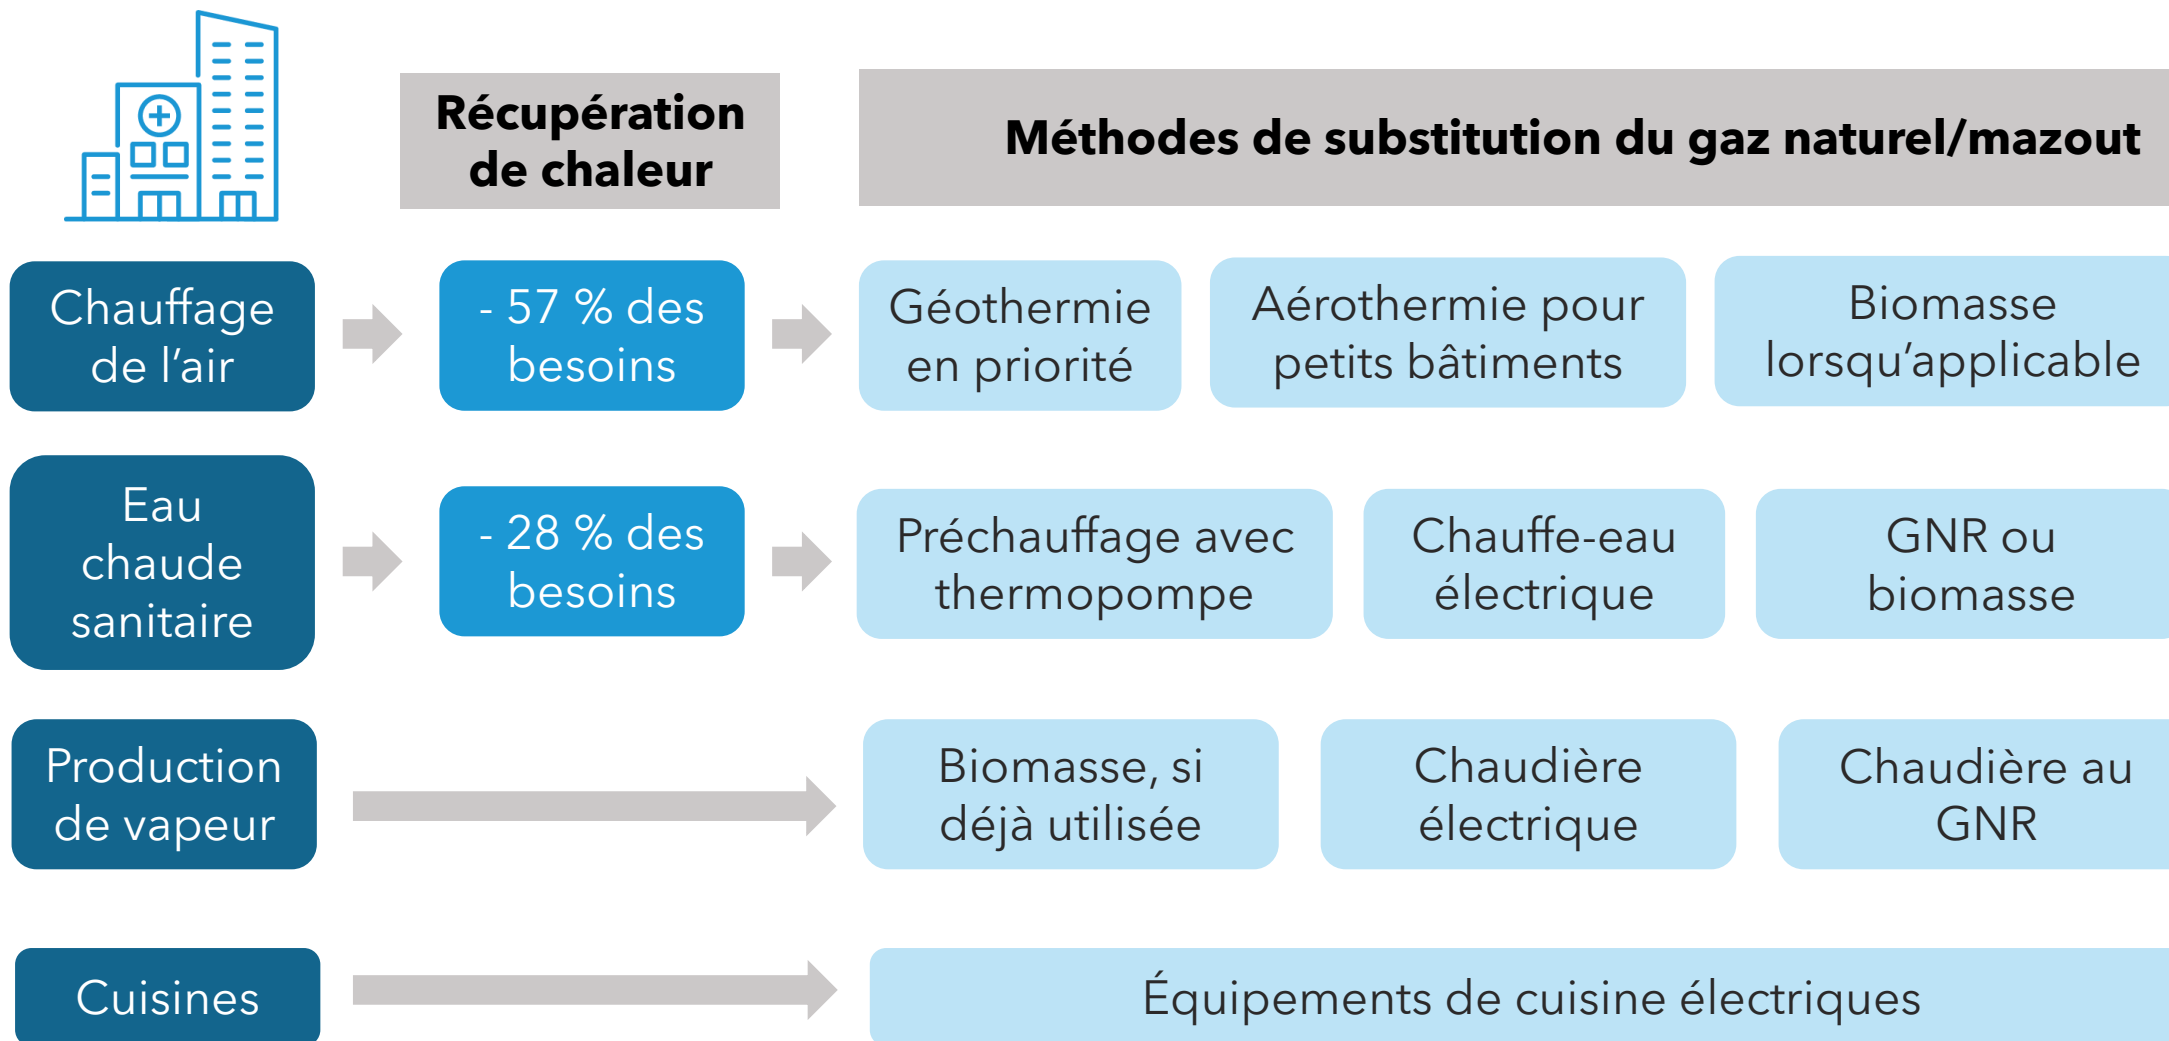 Récupération
de chaleur
Méthodes de substitution du gaz naturel/mazout
Chauffage
de l’air
- 57 % des
besoins
Géothermie
en priorité
Aérothermie pour
petits bâtiments
Biomasse
lorsqu’applicable
Eau
chaude
sanitaire
- 28 % des
besoins
Préchauffage avec
thermopompe
Chauffe-eau
électrique
GNR ou
biomasse
Production
de vapeur
Biomasse, si
déjà utilisée
Chaudière
électrique
Chaudière au
GNR
Cuisines
Équipements de cuisine électriques